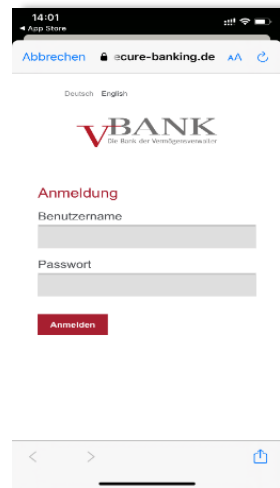 14:01
◀ App Store
Abbrechen ecure-banking.de AA
Deutsch English
VBANK
Die Bank der Vermögensverwalter
Anmeldung
Benutzername
Passwort
Anmelden